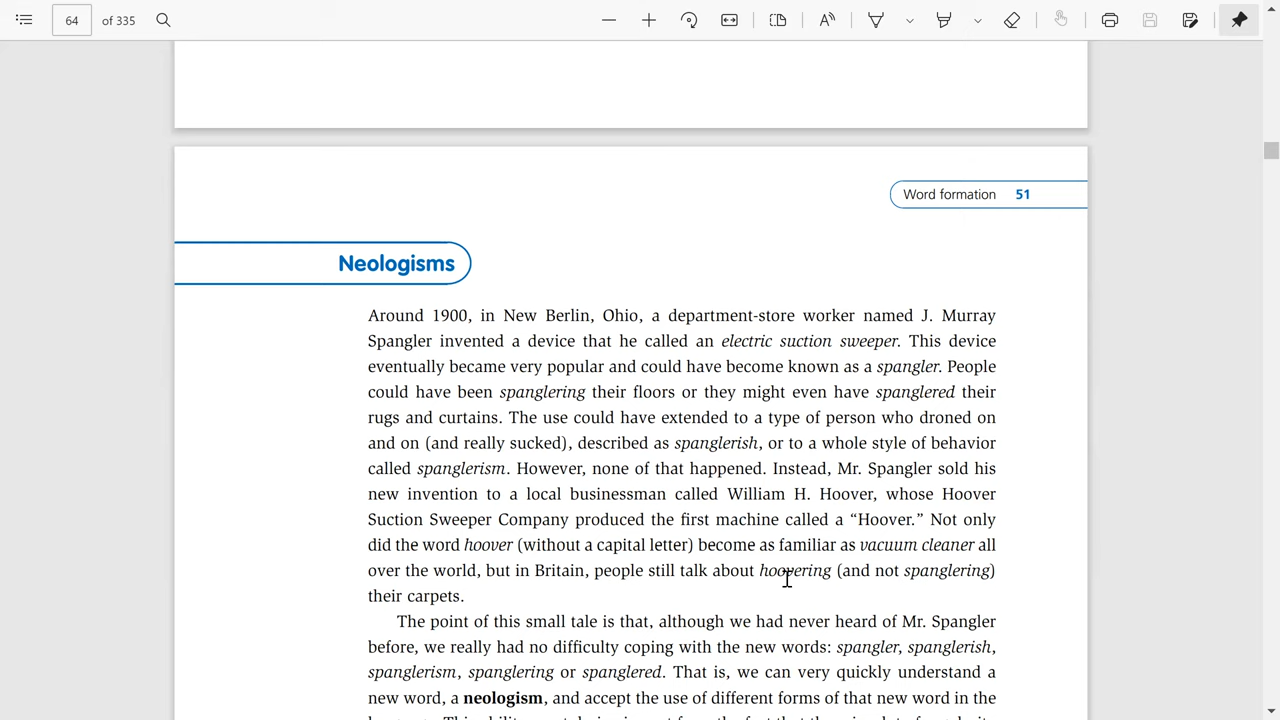 64 of 335
Word formation 51
Neologisms
Around 1900, in New Berlin, Ohio, a department-store worker named J. Murray
Spangler invented a device that he called an electric suction sweeper. This device
eventually became very popular and could have become known as a spangler. People
could have been spanglering their floors or they might even have spanglered their
rugs and curtains. The use could have extended to a type of person who droned on
and on (and really sucked), described as spanglerish, or to a whole style of behavior
called spanglerism. However, none of that happened. Instead, Mr. Spangler sold his
new invention to a local businessman called William H. Hoover, whose Hoover
Suction Sweeper Company produced the first machine called a “Hoover.” Not only
did the word hoover (without a capital letter) become as familiar as vacuum cleaner all
over the world, but in Britain, people still talk about hoovering (and not spanglering)
their carpets.
The point of this small tale is that, although we had never heard of Mr. Spangler
before, we really had no difficulty coping with the new words: spangler, spanglerish,
spanglerism, spanglering or spanglered. That is, we can very quickly understand a
new word, a neologism, and accept the use of different forms of that new word in the